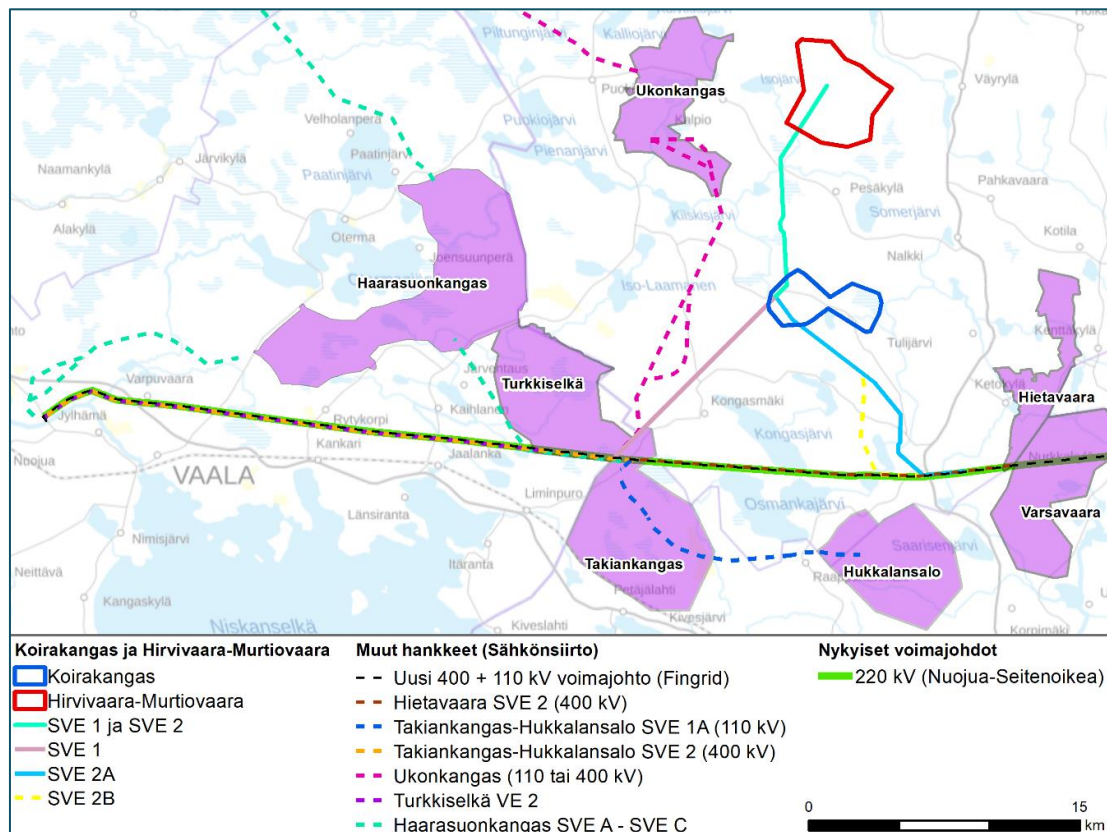 Piltunginjärvi
Kalliojärvi
Ukonkangas
Kalpio
Isojärvi
Väyrylä
Velholanperä
Puokiojärvi
Järvikylä
Naamankylä
Paatinjärvi
Pienanjärvi
Paatinjärvi
Pesäkylä
Pahkavaara
Kiiskisjärvi
Somerjärvi
Alakylä
Oterma
Kotila
Nalkki
Joensuunperä
Haarasuonkangas
Iso-Laamanen
Kenttäkylä
Tulijärvi
Varpuvaara
Järventaus
Turkkiselkä
Ketokylä
Hietavaara
Jylhämä
Rytykorpi
Kaihlanen
Kongasmäki
Kankari
Kongasjärvi
Nuojua
VAALA
Jaalanka
Liminpuro
Osmankajärvi
Länsiranta
Varsavaara
Nimisjärvi
Saarisenjärvi
Itäranta
Takiankangas
Hukkalansalo
Neittävä
Petäjälahti
Kangaskylä
Niskanselkä
Kiveslahti
Kivesjärvi
Korpimäki
Koirakangas ja Hirvivaara-Murtiovaara
Koirakangas
Hirvivaara-Murtiovaara
SVE 1 ja SVE 2
SVE 1
SVE 2A
SVE 2B
Muut hankkeet (Sähkönsiirto)
Uusi 400 + 110 kV voimajohto (Fingrid)
Hietavaara SVE 2 (400 kV)
Takiankangas-Hukkalansalo SVE 1A (110 kV)
Takiankangas-Hukkalansalo SVE 2 (400 kV)
Ukonkangas (110 tai 400 kV)
Turkkiselkä VE 2
Haarasuonkangas SVE A - SVE C
Nykyiset voimajohdot
220 kV (Nuojua-Seitenoikea)
0 15
km